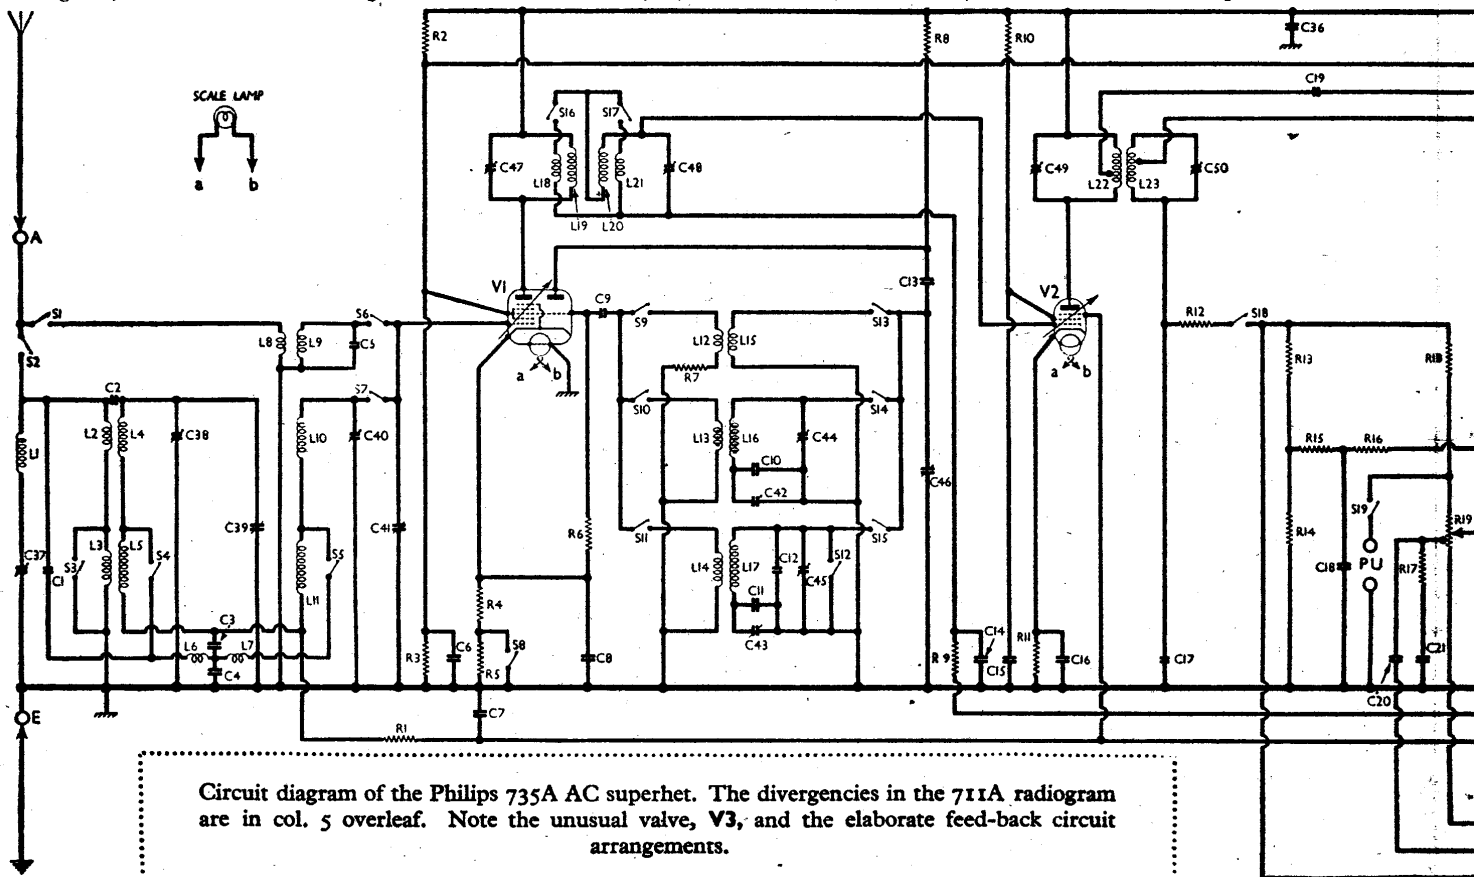 R2
R8
R10
C36
C19
SCALE LAMP
S16
S17
C47
L18
L21
C48
C49
L22
L23
C50
a
b
L19
L20
A
V1
C9
C13
V2
S1
S6
S9
S13
R12
S18
L8
L9
C5
L12
L15
S2
a
b
R7
a
b
R13
R18
C2
S7
S10
S14
L2
L4
C38
L10
C40
L13
L16
C44
R15
R16
L1
C10
C46
C42
S19
C39
C41
R6
S11
S15
R14
R19
C37
C1
S3
L3
L5
S4
S5
L14
L17
C12
C45
S12
C18
PU
R17
L11
R4
C11
C3
L6
L7
C43
C14
R3
C6
S8
R5
C8
R9
C15
R11
C16
C17
C21
C4
C20
E
C7
R1
Circuit diagram of the Philips 735A AC superhet. The divergencies in the 711A radiogram
are in col. 5 overleaf. Note the unusual valve, V3, and the elaborate feed-back circuit
arrangements.